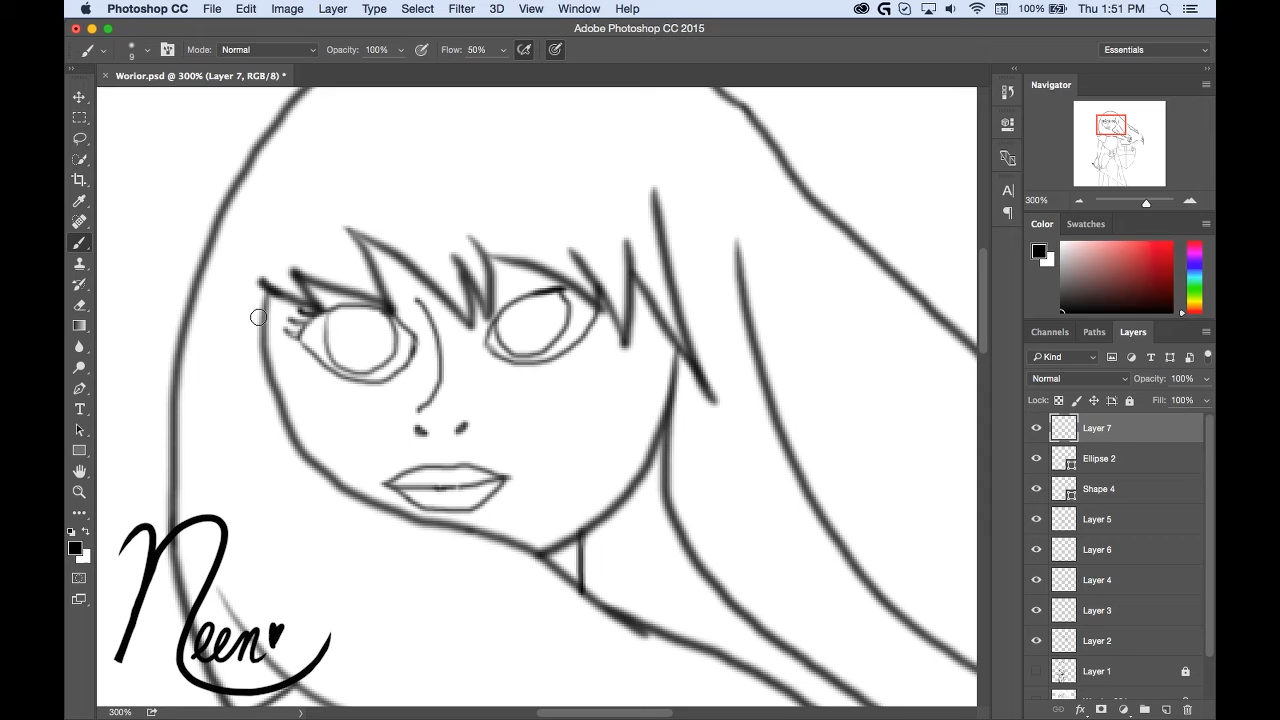 Photoshop CC File Edit Image Layer Type Select Filter 3D View Window Help 100% Thu 1:51 PM
Adobe Photoshop CC 2015
9 Mode: Normal Opacity: 100% Flow: 50% Essentials
× Worior.psd @ 300% (Layer 7, RGB/8) *
Navigator
300%
Color Swatches
Channels Paths Layers
Kind
Normal Opacity: 100%
Lock: Fill: 100%
Layer 7
Ellipse 2
Shape 4
Layer 5
Layer 6
Layer 4
Layer 3
Layer 2
Layer 1
Neen
300%